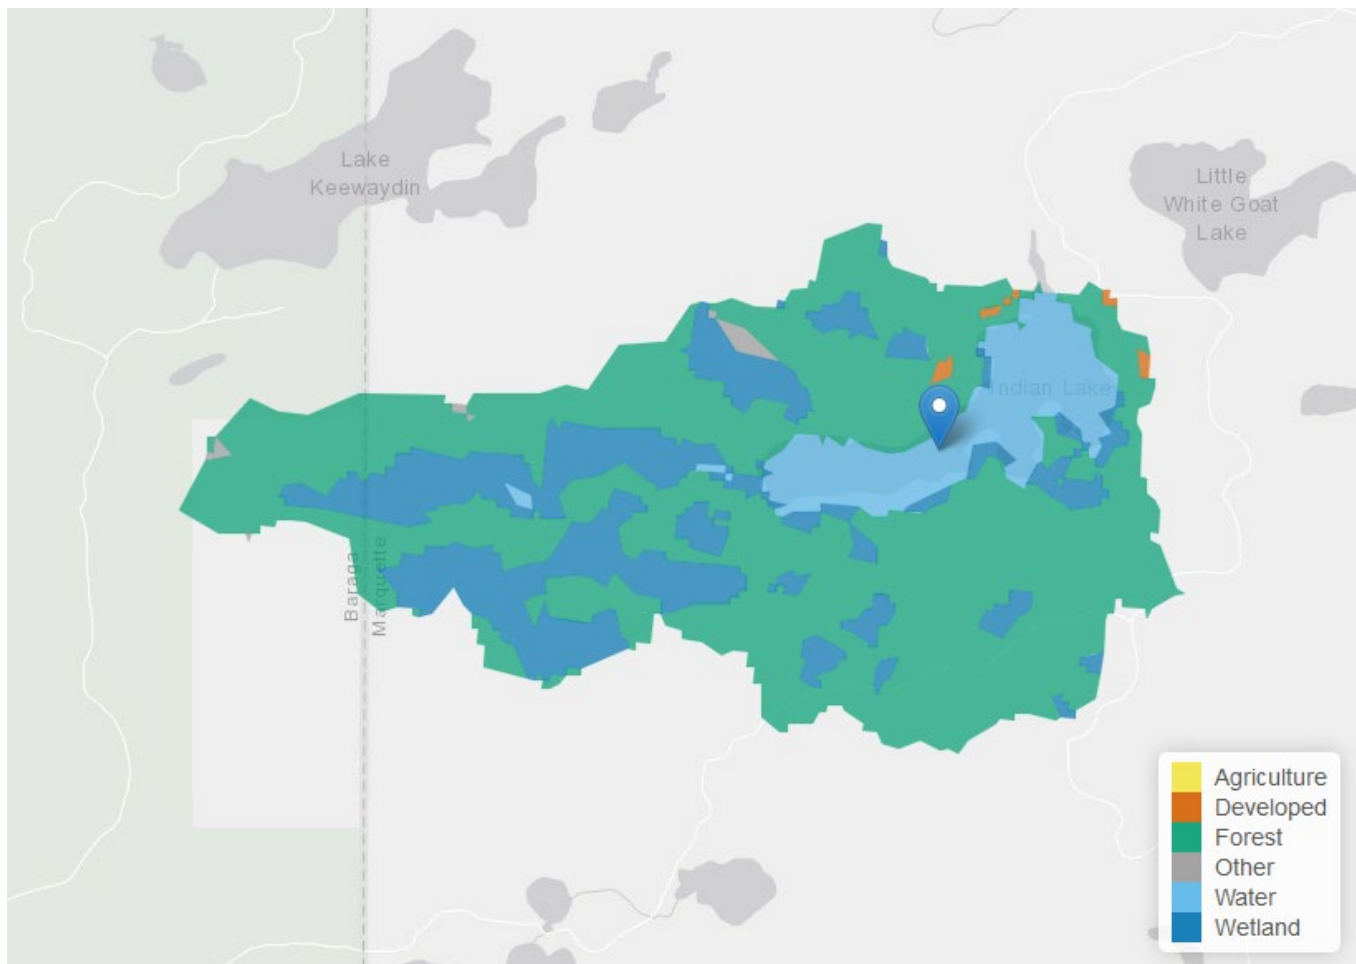 Lake
Keewaydin
Little
White Goat
Lake
Indian Lake
Baraga
Marquette
Agriculture
Developed
Forest
Other
Water
Wetland